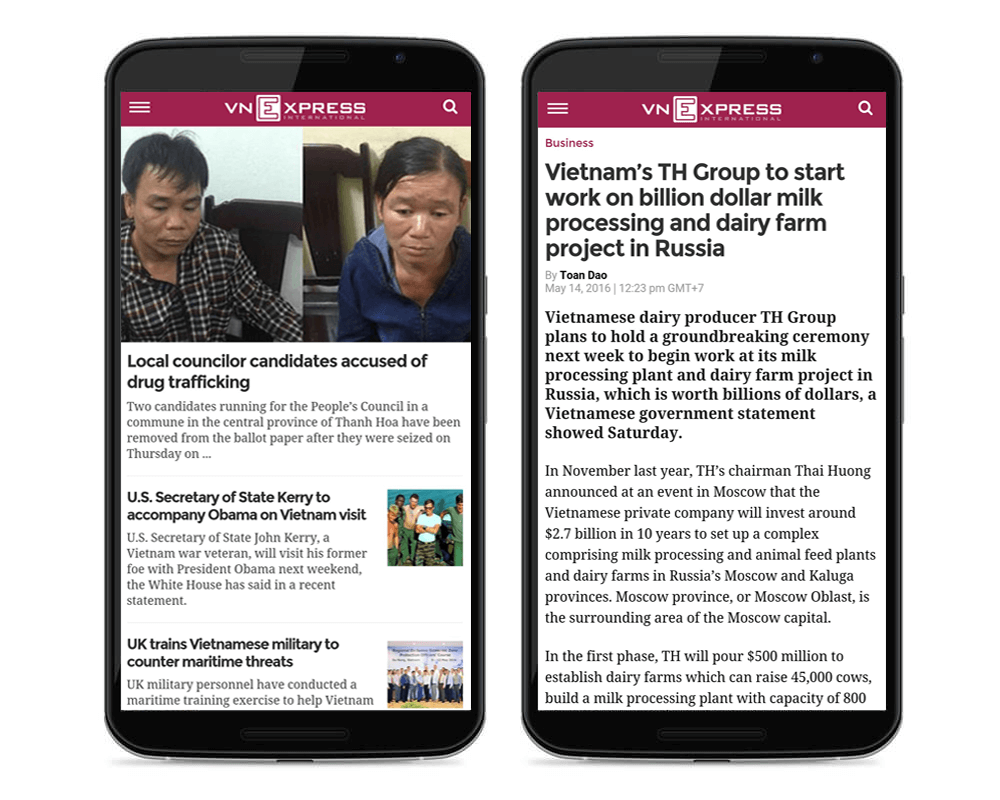 VN EXPRESS
INTERNATIONAL
Local councilor candidates accused of
drug trafficking
Two candidates running for the People's Council in a
commune in the central province of Thanh Hoa have been
removed from the ballot paper after they were seized on
Thursday on ...
U.S. Secretary of State Kerry to
accompany Obama on Vietnam visit
U.S. Secretary of State John Kerry, a
Vietnam war veteran, will visit his former
foe with President Obama next weekend,
the White House has said in a recent
statement.
UK trains Vietnamese military to
counter maritime threats
UK military personnel have conducted a
maritime training exercise to help Vietnam
VN EXPRESS
INTERNATIONAL
Business
Vietnam's TH Group to start
work on billion dollar milk
processing and dairy farm
project in Russia
By Toan Dao
May 14, 2016 | 12:23 pm GMT+7
Vietnamese dairy producer TH Group
plans to hold a groundbreaking ceremony
next week to begin work at its milk
processing plant and dairy farm project in
Russia, which is worth billions of dollars, a
Vietnamese government statement
showed Saturday.
In November last year, TH's chairman Thai Huong
announced at an event in Moscow that the
Vietnamese private company will invest around
$2.7 billion in 10 years to set up a complex
comprising milk processing and animal feed plants
and dairy farms in Russia's Moscow and Kaluga
provinces. Moscow province, or Moscow Oblast, is
the surrounding area of the Moscow capital.
In the first phase, TH will pour $500 million to
establish dairy farms which can raise 45,000 cows,
build a milk processing plant with capacity of 800